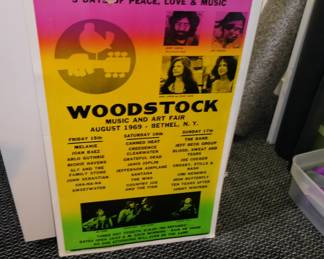 3 DAYS OF PEACE, LOVE & MUSIC
WOODSTOCK
MUSIC AND ART FAIR
AUGUST 1969 - BETHEL, N.Y.
FRIDAY 15th
MELANIE
JOAN BAEZ
ARLO GUTHRIE
RICHIE HAVENS
SLY AND THE
FAMILY STONE
JOHN SEBASTIAN
SHA-NA-NA
SWEETWATER
SATURDAY 16th
CANNED HEAT
CREEDENCE
CLEARWATER
GRATEFUL DEAD
JANIS JOPLIN
JEFFERSON AIRPLANE
SANTANA
THE WHO
COUNTRY JOE
AND THE FISH
SUNDAY 17th
THE BAND
JEFF BECK GROUP
BLOOD, SWEAT AND
TEARS
JOE COCKER
CROSBY, STILLS &
NASH
JIMI HENDRIX
IRON BUTTERFLY
TEN YEARS AFTER
JOHNY WINTERS